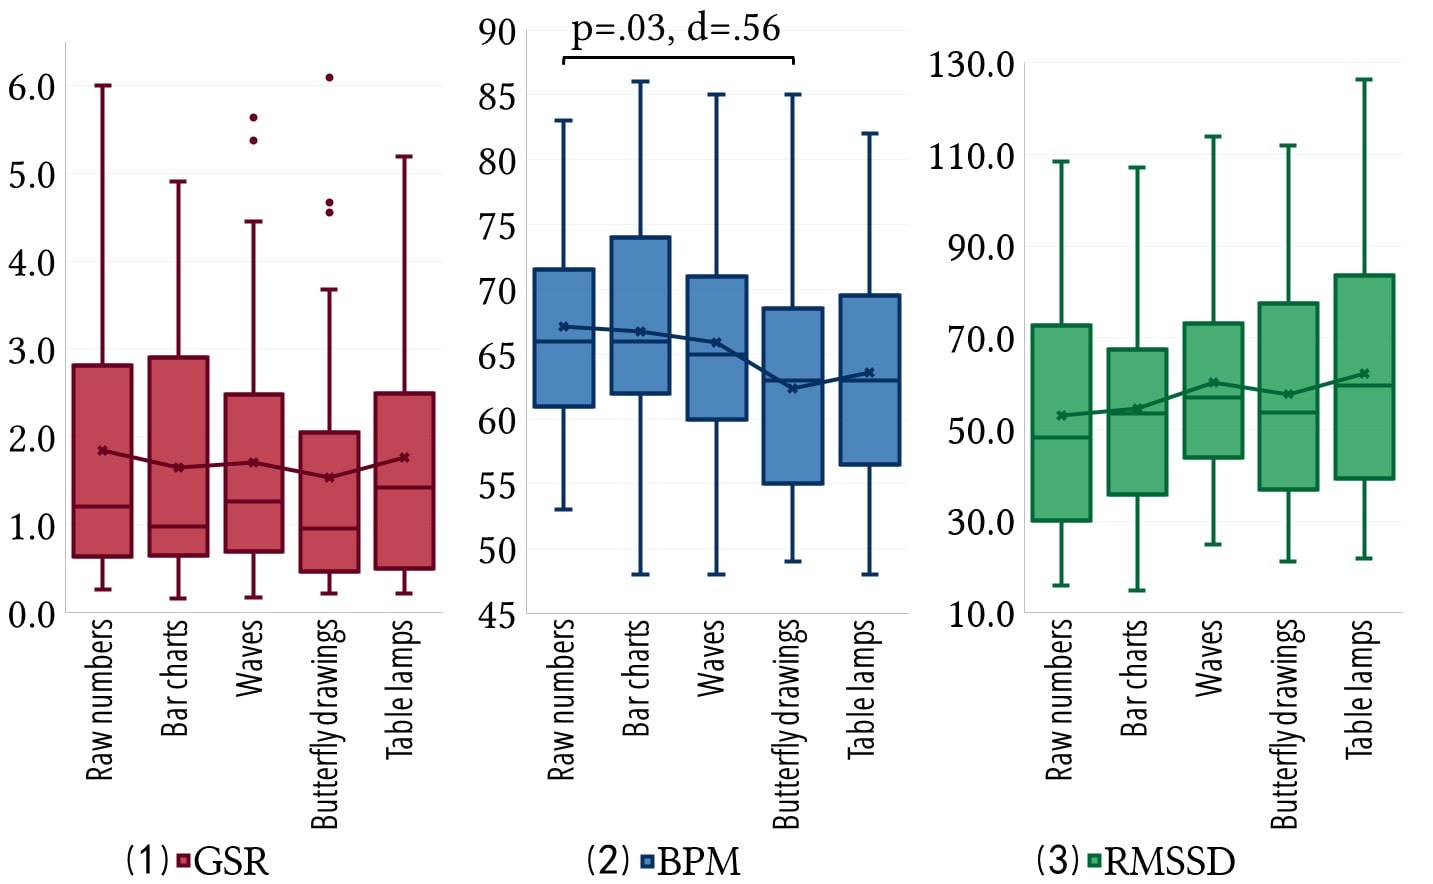 6.0
5.0
4.0
3.0
2.0
1.0
0.0
Raw numbers
Bar charts
Waves
Butterfly drawings
Table lamps
(1) GSR
p=.03, d=.56
90
85
80
75
70
65
60
55
50
45
Raw numbers
Bar charts
Waves
Butterfly drawings
Table lamps
(2) BPM
130.0
110.0
90.0
70.0
50.0
30.0
10.0
Raw numbers
Bar charts
Waves
Butterfly drawings
Table lamps
(3) RMSSD